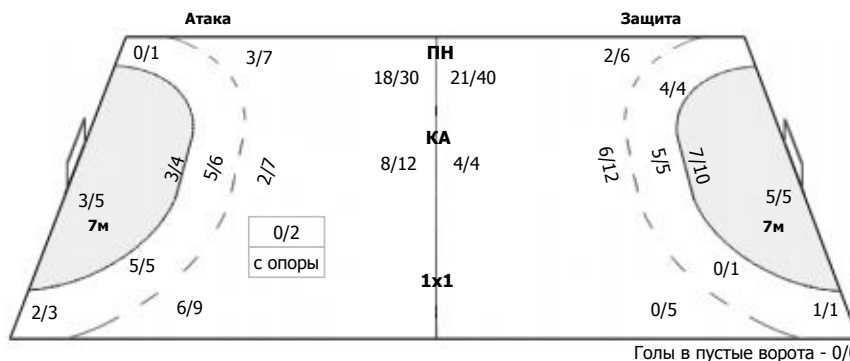 Атака Защита
0/1 3/7 ПН 2/6
18/30 21/40 4/4
КА
3/4 5/6 2/7 8/12 4/4 6/12 5/5 7/10
3/5 5/5
7м 7м
0/2
с опоры
5/5 0/1
1x1
2/3 6/9 0/5 1/1
Голы в пустые ворота - 0/